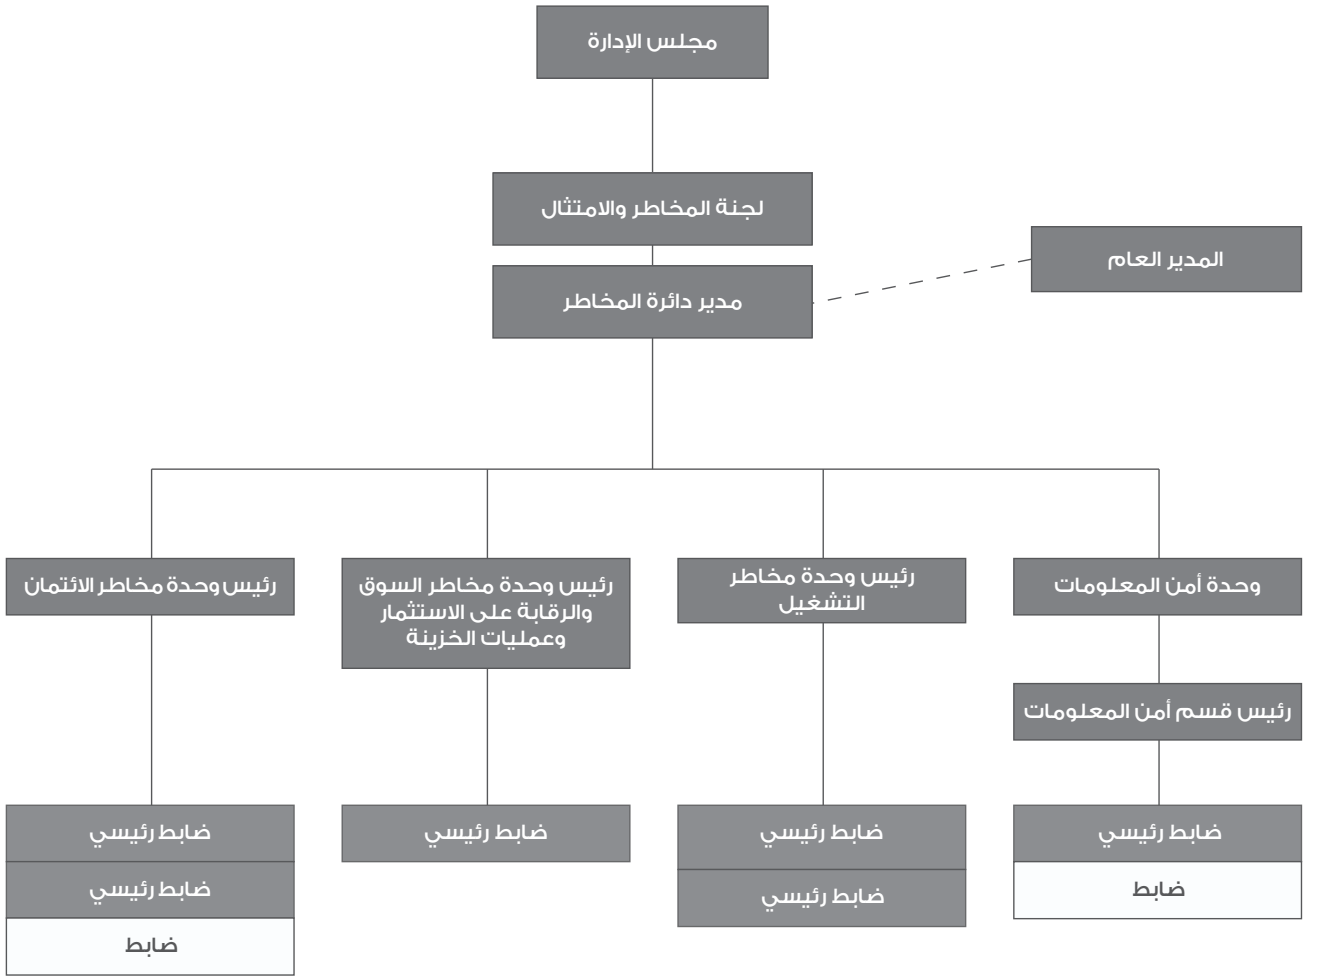 مجلس الإدارة
لجنة المخاطر والامتثال
المدير العام
مدير دائرة المخاطر
وحدة أمن المعلومات
رئيس قسم أمن المعلومات
ضابط رئيسي
ضابط
رئيس وحدة مخاطر
التشغيل
ضابط رئيسي
ضابط رئيسي
رئيس وحدة مخاطر السوق
والرقابة على الاستثمار
وعمليات الخزينة
ضابط رئيسي
رئيس وحدة مخاطر الائتمان
ضابط رئيسي
ضابط رئيسي
ضابط